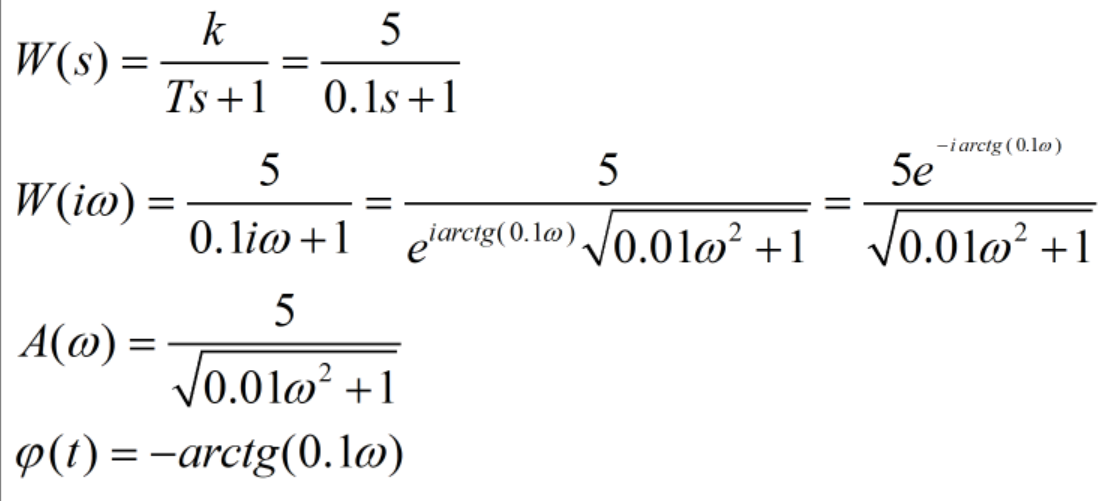 W(s) = k / (Ts + 1) = 5 / (0.1s + 1)
W(iω) = 5 / (0.1iω + 1) = 5 / (e^{iarctg(0.1ω)} √(0.01ω² + 1)) = 5e^{-i arctg(0.1ω)} / √(0.01ω² + 1)
A(ω) = 5 / √(0.01ω² + 1)
φ(t) = −arctg(0.1ω)